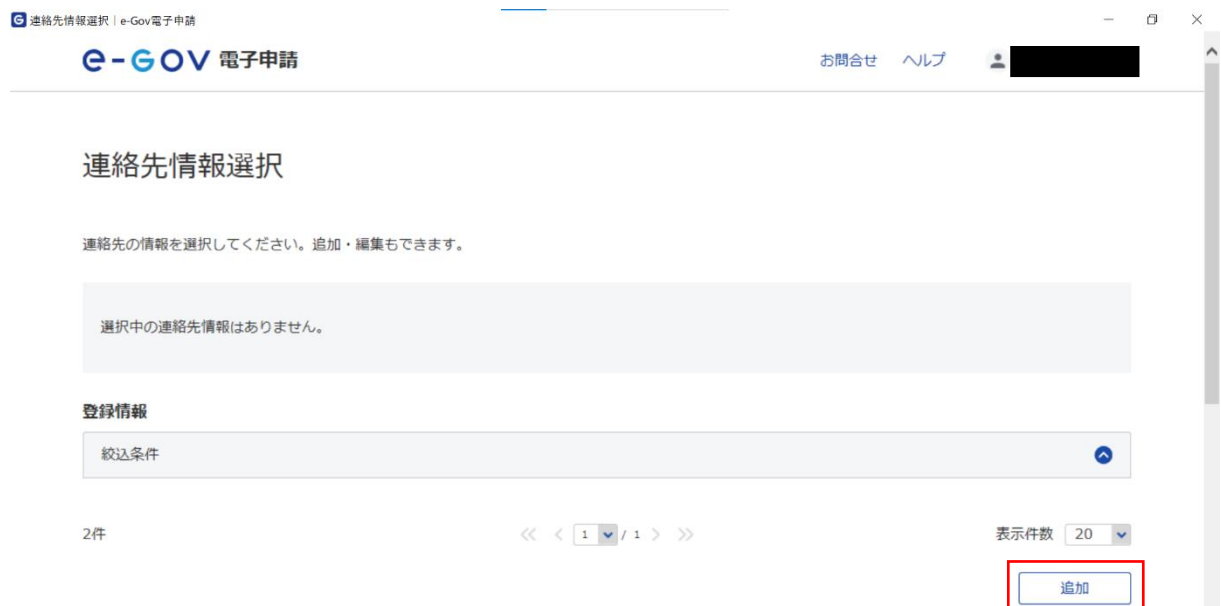 連絡先情報選択｜e-Gov電子申請
e-GOV 電子申請
お問合せ ヘルプ
連絡先情報選択
連絡先の情報を選択してください。追加・編集もできます。
選択中の連絡先情報はありません。
登録情報
絞込条件
2件 1 / 1 表示件数 20
追加